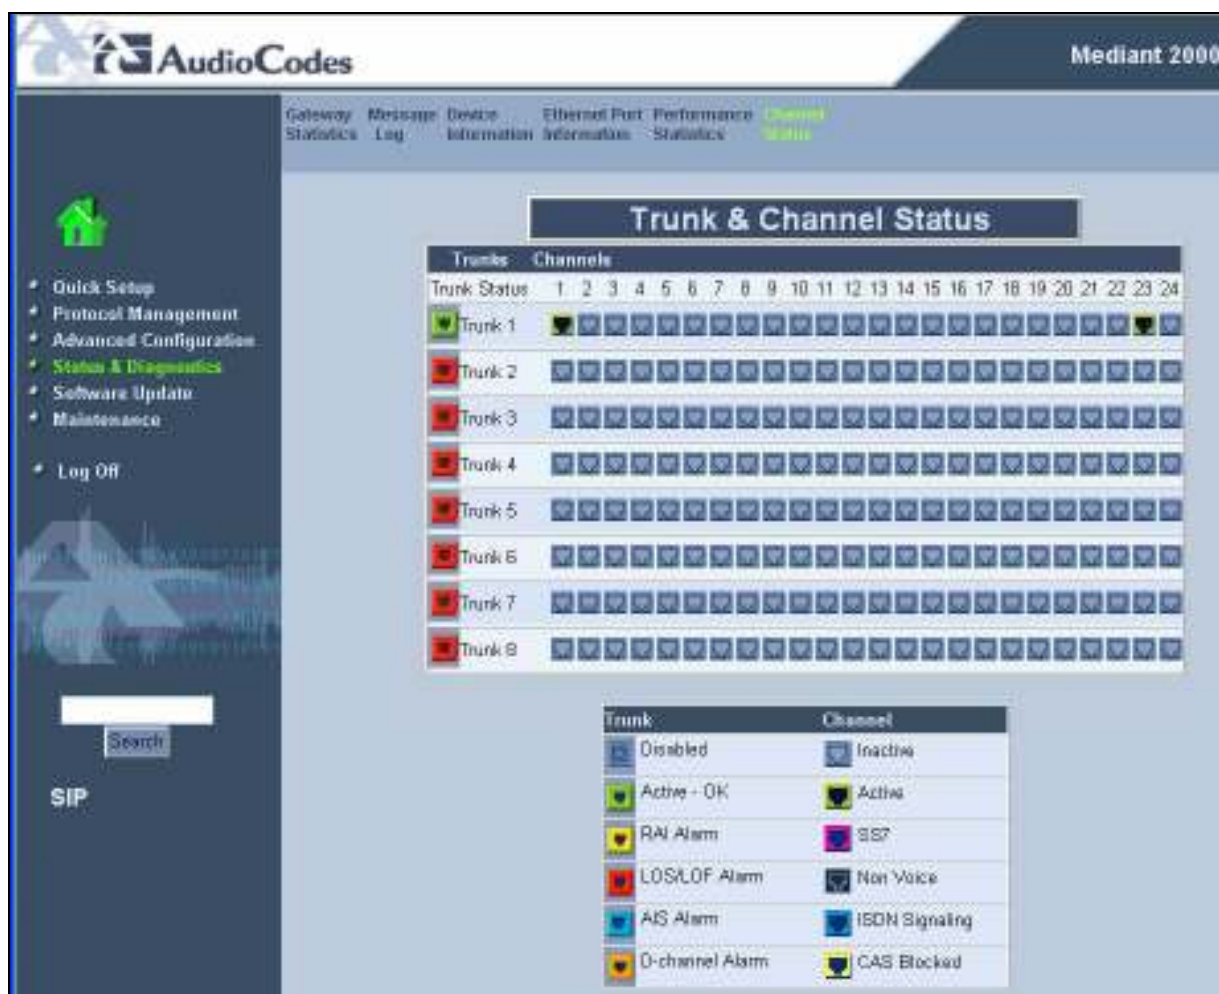 AudioCodes
Mediant 2000
Gateway Statistics
Message Log
Device Information
Ethernet Port Information
Performance Statistics
Channel Status
Trunk & Channel Status
Quick Setup
Protocol Management
Advanced Configuration
Status & Diagnostics
Software Update
Maintenance
Log Off
Search
SIP
Trunks Channels
Trunk Status 1 2 3 4 5 6 7 8 9 10 11 12 13 14 15 16 17 18 19 20 21 22 23 24
Trunk 1
Trunk 2
Trunk 3
Trunk 4
Trunk 5
Trunk 6
Trunk 7
Trunk 8
Trunk Channel
Disabled Inactive
Active - OK Active
RAI Alarm SS7
LOS/LOF Alarm Non Voice
AIS Alarm ISDN Signaling
D-channel Alarm CAS Blocked